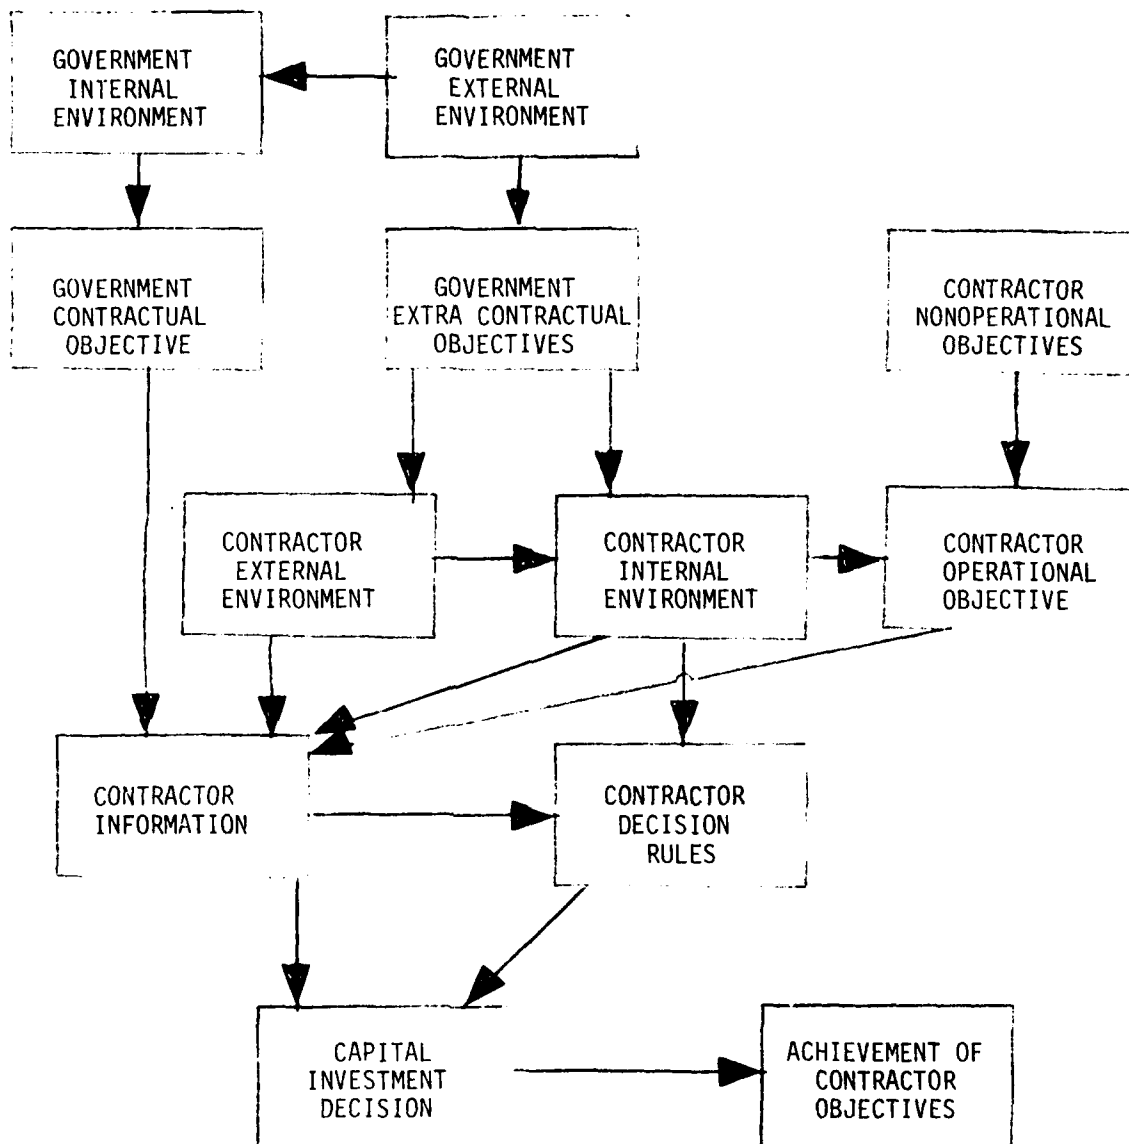 GOVERNMENT
INTERNAL
ENVIRONMENT
GOVERNMENT
EXTERNAL
ENVIRONMENT
GOVERNMENT
CONTRACTUAL
OBJECTIVE
GOVERNMENT
EXTRA CONTRACTUAL
OBJECTIVES
CONTRACTOR
NONOPERATIONAL
OBJECTIVES
CONTRACTOR
EXTERNAL
ENVIRONMENT
CONTRACTOR
INTERNAL
ENVIRONMENT
CONTRACTOR
OPERATIONAL
OBJECTIVE
CONTRACTOR
INFORMATION
CONTRACTOR
DECISION
RULES
CAPITAL
INVESTMENT
DECISION
ACHIEVEMENT OF
CONTRACTOR
OBJECTIVES